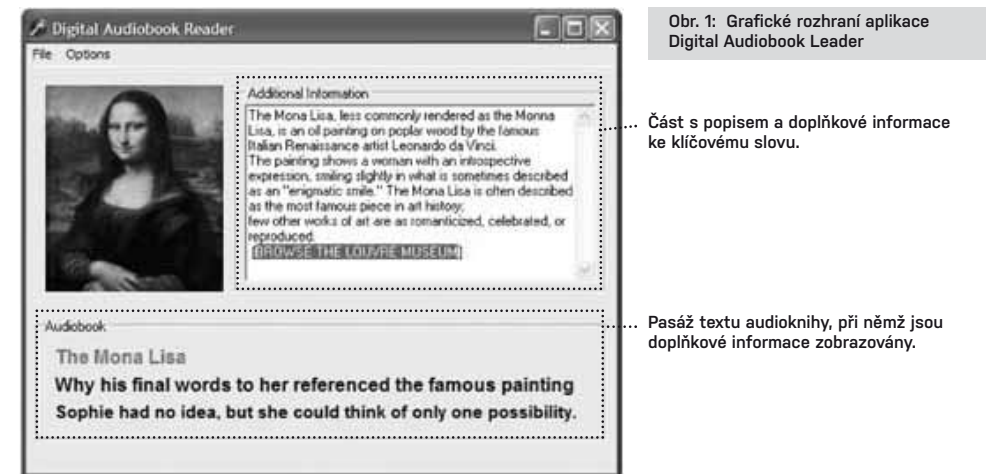 Digital Audiobook Reader
File Options
Additional Information
The Mona Lisa, less commonly rendered as the Monna
Lisa, is an oil painting on poplar wood by the famous
Italian Renaissance artist Leonardo da Vinci.
The painting shows a woman with an introspective
expression, smiling slightly in what is sometimes described
as an "enigmatic smile." The Mona Lisa is often described
as the most famous piece in art history;
few other works of art are as romanticized, celebrated, or
reproduced.
[BROWSE THE LOUVRE MUSEUM]
Audiobook
The Mona Lisa
Why his final words to her referenced the famous painting
Sophie had no idea, but she could think of only one possibility.
Obr. 1: Grafické rozhraní aplikace
Digital Audiobook Leader
Část s popisem a doplňkové informace
ke klíčovému slovu.
Pasáž textu audioknihy, při němž jsou
doplňkové informace zobrazovány.